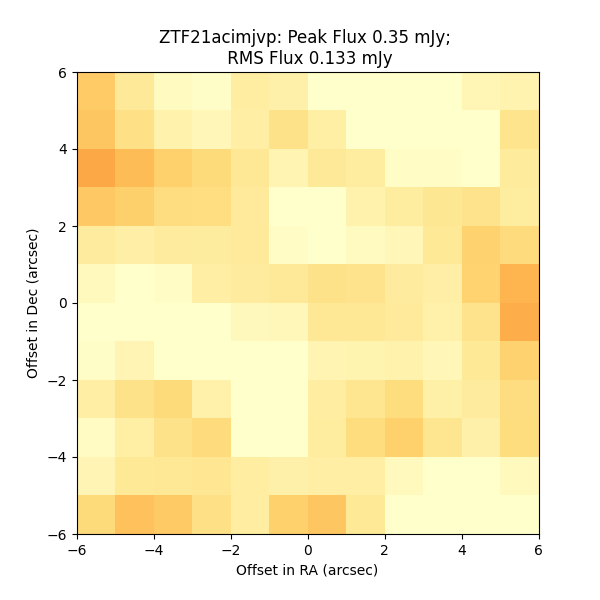 ZTF21acimjvp: Peak Flux 0.35 mJy;
RMS Flux 0.133 mJy
6
4
2
0
−2
−4
−6
Offset in Dec (arcsec)
−6 −4 −2 0 2 4 6
Offset in RA (arcsec)